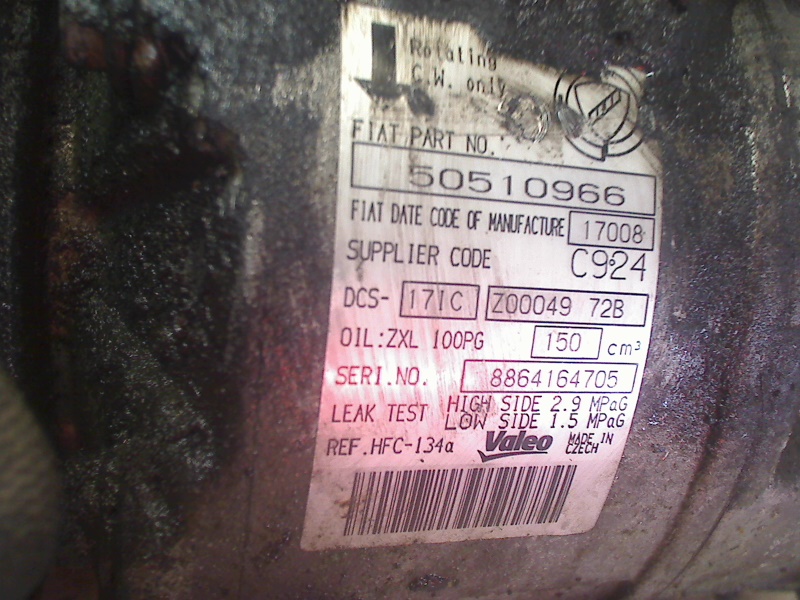 Rotating
C.W. only
FIAT PART NO.
50510966
FIAT DATE CODE OF MANUFACTURE 17008
SUPPLIER CODE C924
DCS- 171C Z00049 72B
OIL:ZXL 100PG 150 cm³
SERI.NO. 8864164705
LEAK TEST HIGH SIDE 2.9 MPaG
LOW SIDE 1.5 MPaG
REF.HFC-134a Valeo MADE IN
CZECH